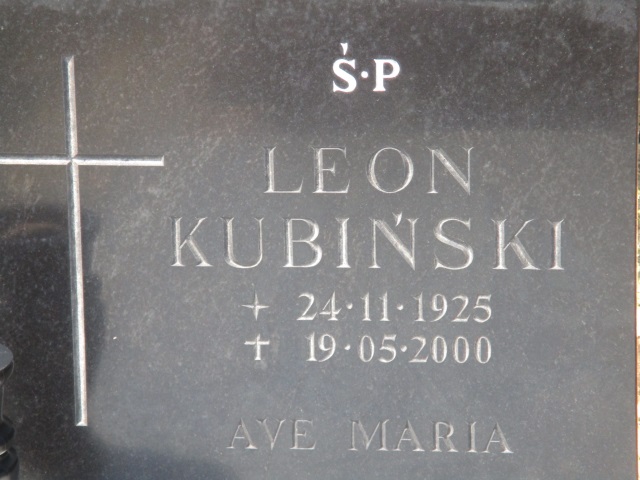 Ś·P
LEON
KUBIŃSKI
+ 24·11·1925
† 19·05·2000
AVE MARIA